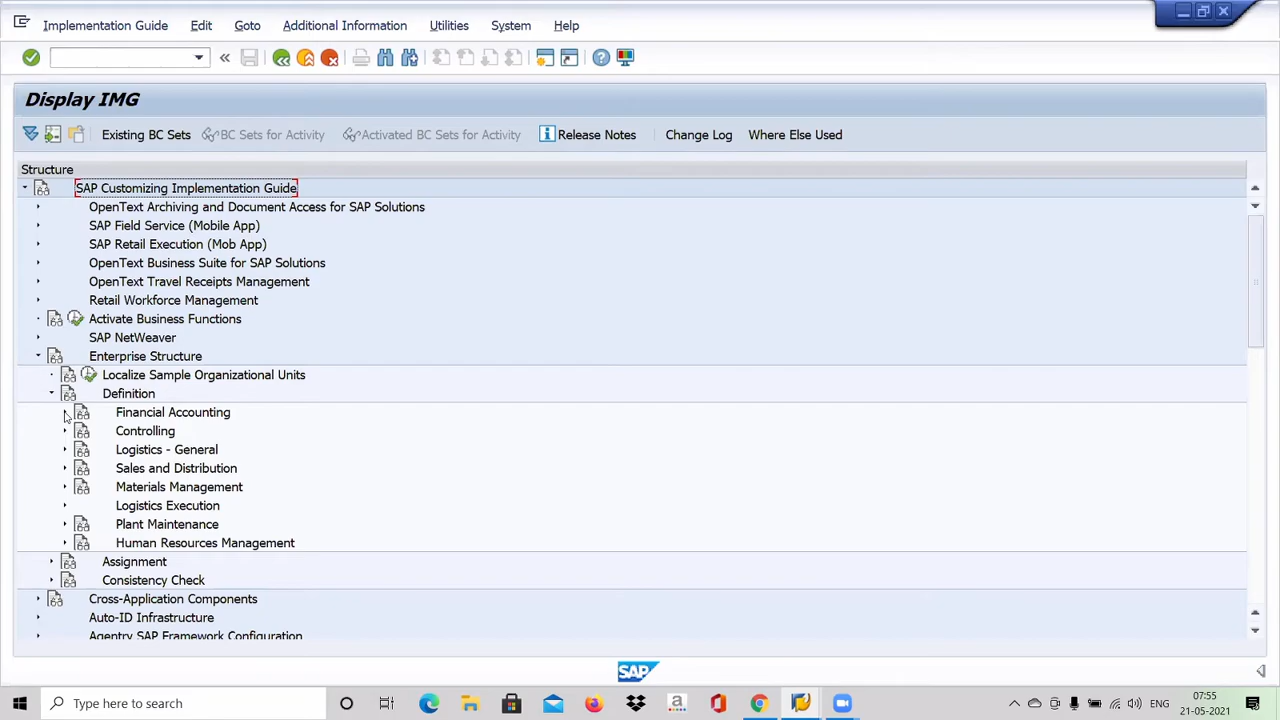 Implementation Guide Edit Goto Additional Information Utilities System Help
Display IMG
Existing BC Sets BC Sets for Activity Activated BC Sets for Activity Release Notes Change Log Where Else Used
Structure
SAP Customizing Implementation Guide
OpenText Archiving and Document Access for SAP Solutions
SAP Field Service (Mobile App)
SAP Retail Execution (Mob App)
OpenText Business Suite for SAP Solutions
OpenText Travel Receipts Management
Retail Workforce Management
Activate Business Functions
SAP NetWeaver
Enterprise Structure
Localize Sample Organizational Units
Definition
Financial Accounting
Controlling
Logistics - General
Sales and Distribution
Materials Management
Logistics Execution
Plant Maintenance
Human Resources Management
Assignment
Consistency Check
Cross-Application Components
Auto-ID Infrastructure
Agentry SAP Framework Configuration
SAP
Type here to search
ENG
07:55
21-05-2021